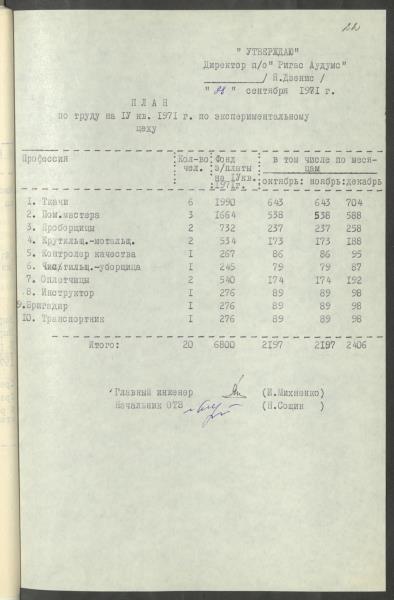 22
" УТВЕРЖДАЮ"
Директор п/о" Ригас Аудумс"
/ Я.Дзенис /
" 28 " сентября 1971 г.
П Л А Н
по труду на IУ кв. 1971 г. по экспериментальному
цеху
Профессия Кол-во чел. Фонд з/платы на IУкв. 1971г. в том числе по месяцам
октябрь: ноябрь: декабрь
1. Ткачи 6 1990 643 643 704
2. Пом.мастера 3 1664 538 538 588
3. Проборщицы 2 732 237 237 258
4. Крутильщ.-мотальщ. 2 534 173 173 188
5. Контролер качества I 267 86 86 95
6. Чистильщ.-уборщица I 245 79 79 87
7. Сплетчицы 2 540 174 174 192
8. Инструктор I 276 89 89 98
9.Бригадир I 276 89 89 98
10. Транспортник I 276 89 89 98
Итого: 20 6800 2197 2197 2406
Главный инженер (И.Михненко)
Начальник ОТЗ (Н.Сощин )